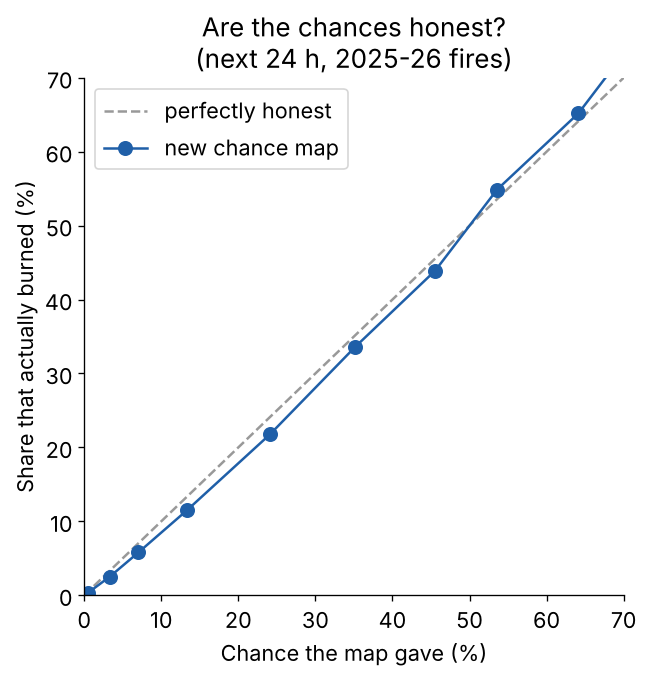 Are the chances honest?
(next 24 h, 2025-26 fires)
perfectly honest
new chance map
Share that actually burned (%)
70
60
50
40
30
20
10
0
0 10 20 30 40 50 60 70
Chance the map gave (%)